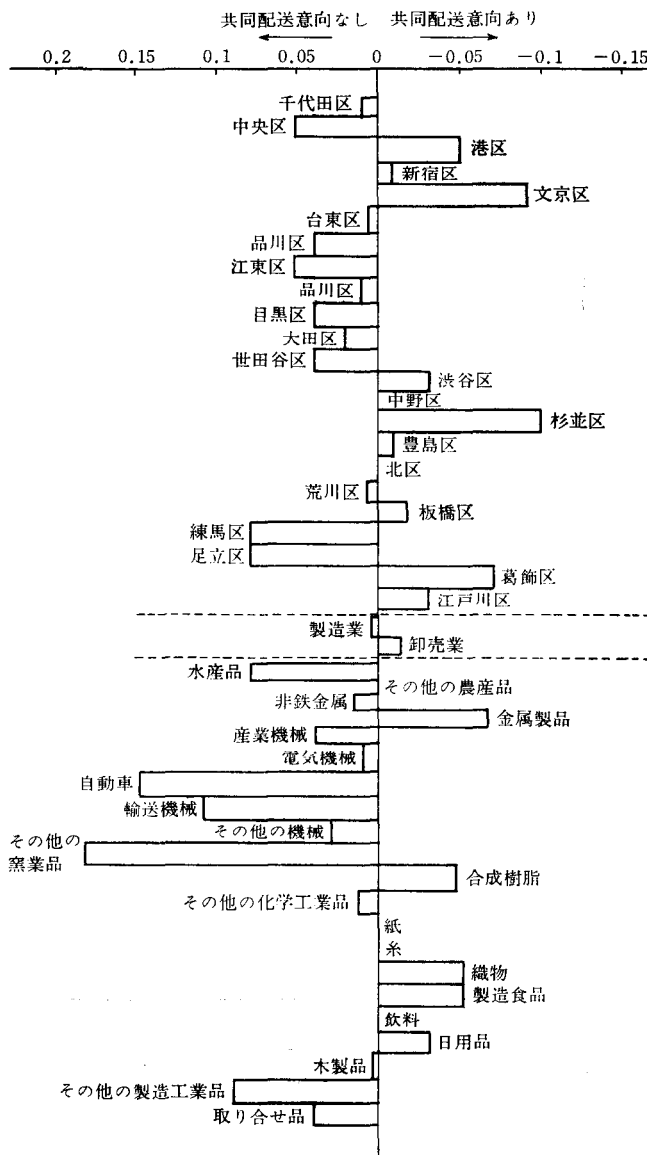 共同配送意向なし 共同配送意向あり
0.2 0.1 0.05 0 -0.05 -0.1 -0.15
千代田区
中央区
港区
新宿区
文京区
台東区
品川区
江東区
品川区
目黒区
大田区
世田谷区
渋谷区
中野区
杉並区
豊島区
北区
荒川区
板橋区
練馬区
足立区
葛飾区
江戸川区
製造業
卸売業
水産品
その他の農産品
非鉄金属
金属製品
産業機械
電気機械
自動車
輸送機械
その他の機械
その他の
窯業品
合成樹脂
その他の化学工業品
紙
糸
織物
製造食品
飲料
日用品
木製品
その他の製造工業品
取り合せ品